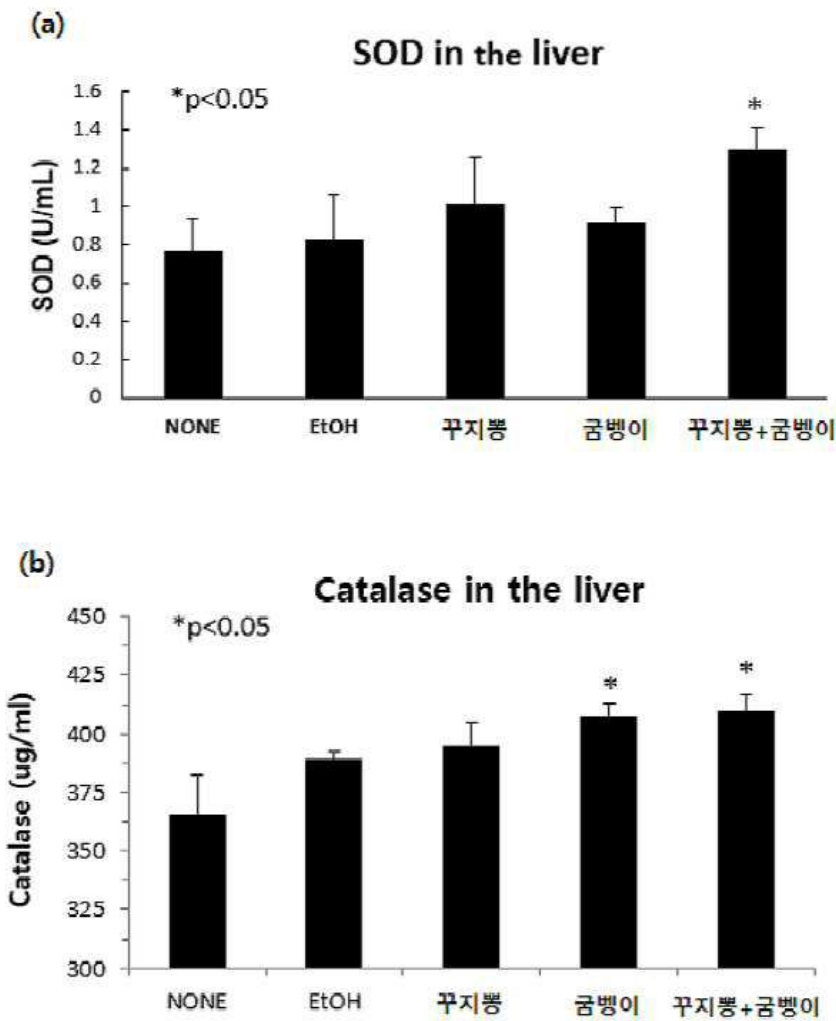 (a)
SOD in the liver
*p<0.05
*
SOD (U/mL)
1.6
1.4
1.2
1
0.8
0.6
0.4
0.2
0
NONE EtOH 꾸지뽕 굼벵이 꾸지뽕+굼벵이
(b)
Catalase in the liver
*p<0.05
* *
Catalase (ug/ml)
450
425
400
375
350
325
300
NONE EtOH 꾸지뽕 굼벵이 꾸지뽕+굼벵이